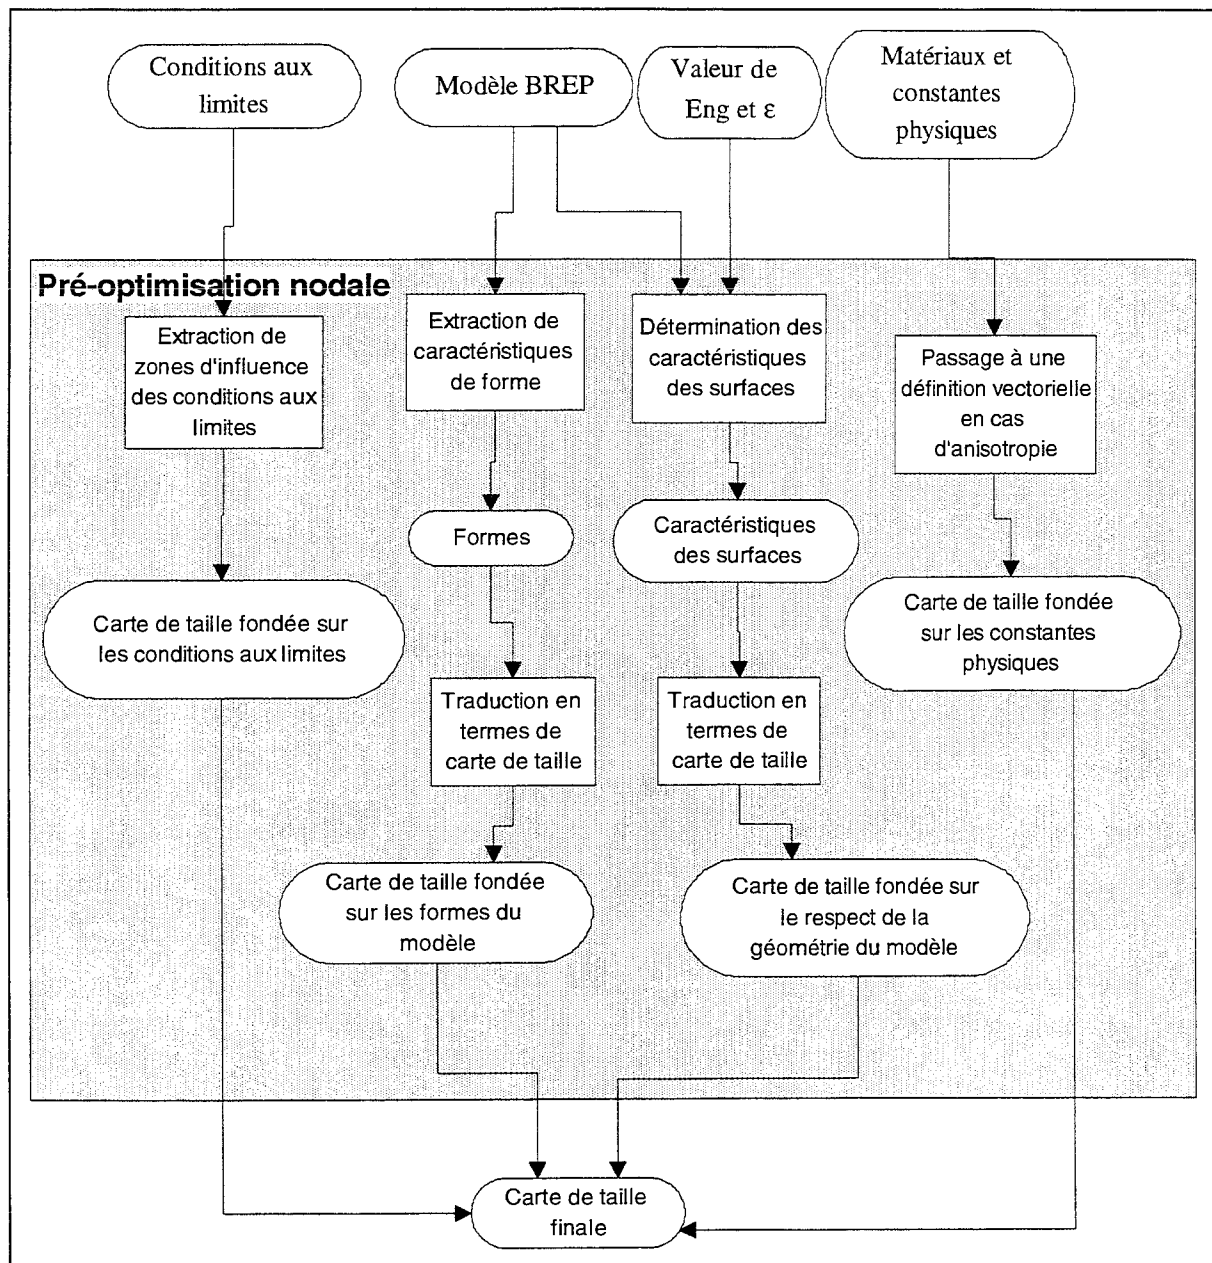 Conditions aux
limites
Modèle BREP
Valeur de
Eng et ε
Matériaux et
constantes
physiques
Pré-optimisation nodale
Extraction de
zones d'influence
des conditions aux
limites
Extraction de
caractéristiques
de forme
Détermination des
caractéristiques
des surfaces
Passage à une
définition vectorielle
en cas
d'anisotropie
Formes
Caractéristiques
des surfaces
Carte de taille fondée sur
les conditions aux limites
Carte de taille fondée
sur les constantes
physiques
Traduction en
termes de
carte de taille
Traduction en
termes de
carte de taille
Carte de taille fondée
sur les formes du
modèle
Carte de taille fondée sur
le respect de la
géométrie du modèle
Carte de taille
finale